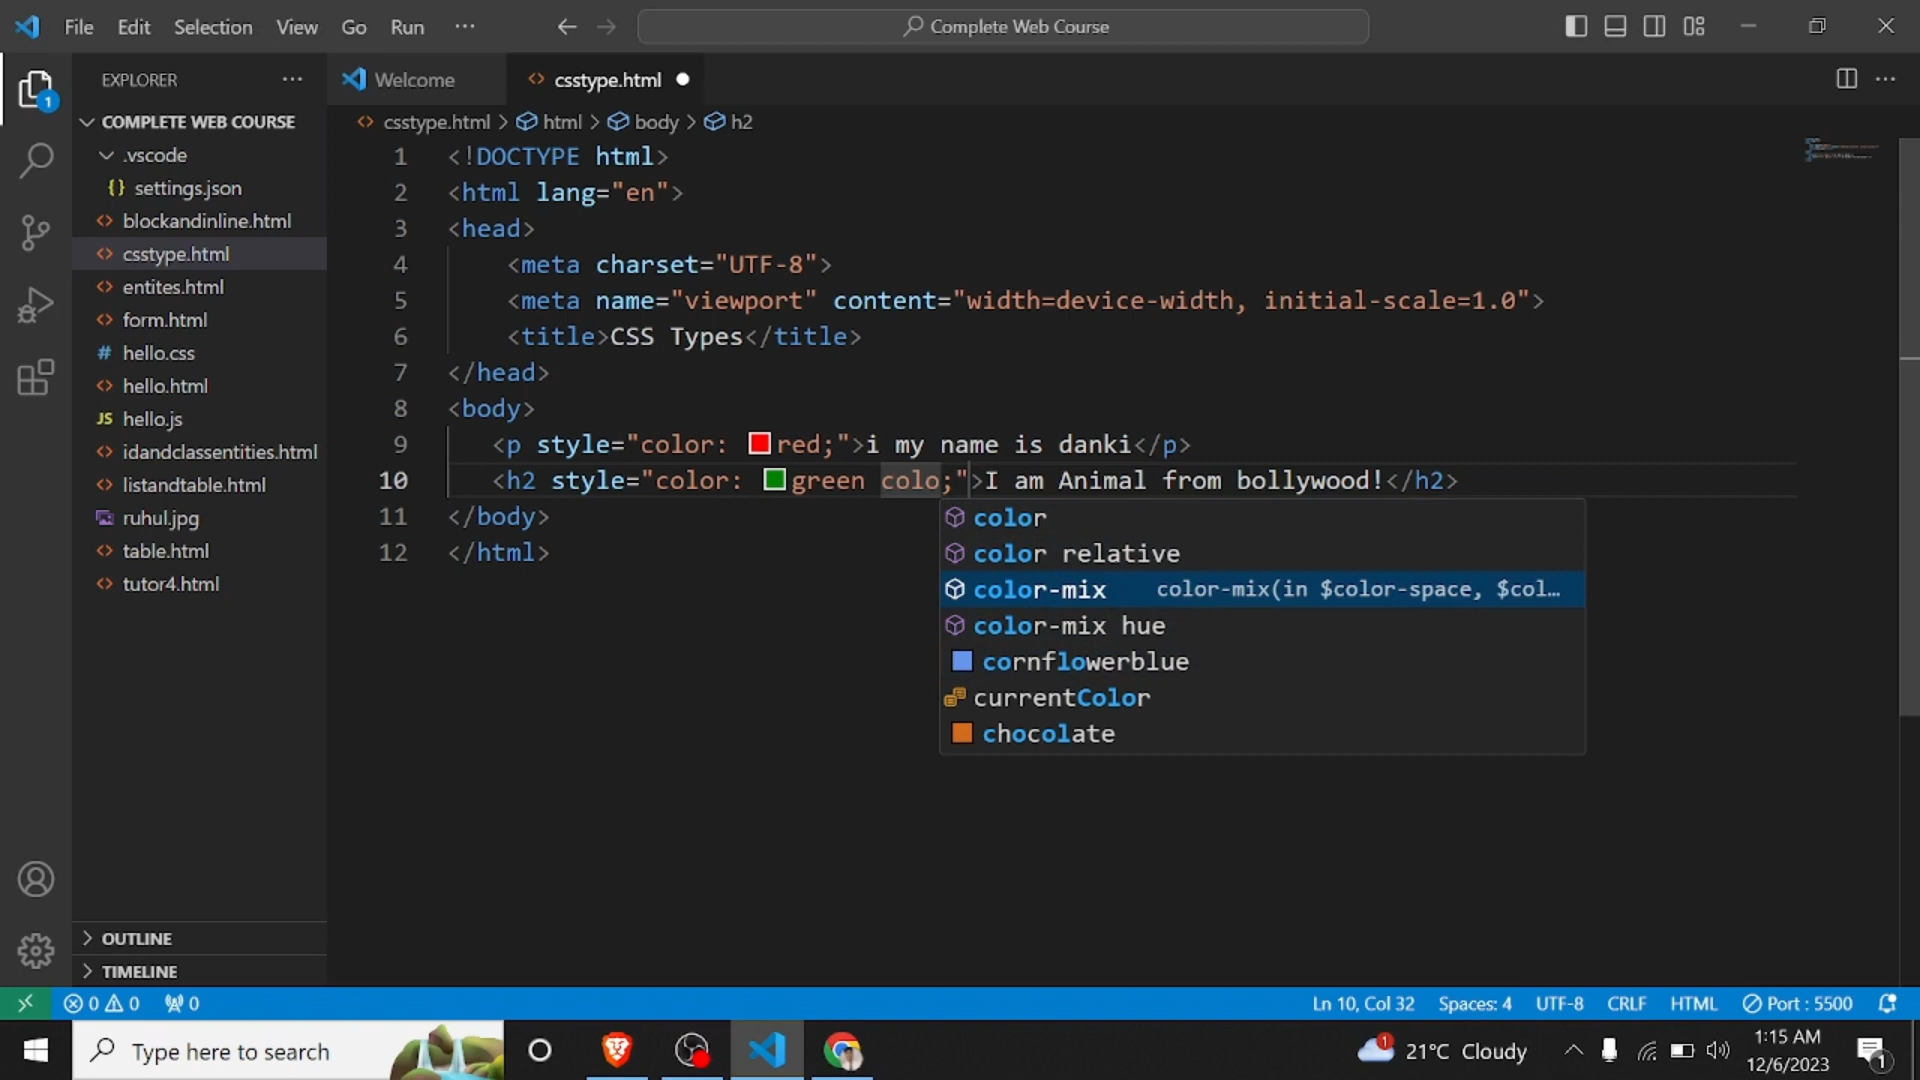 File Edit Selection View Go Run ··· Complete Web Course
EXPLORER ···
Welcome csstype.html
COMPLETE WEB COURSE
csstype.html > html > body > h2
.vscode
{} settings.json
blockandinline.html
csstype.html
entites.html
form.html
# hello.css
hello.html
JS hello.js
idandclassentities.html
listandtable.html
ruhul.jpg
table.html
tutor4.html
OUTLINE
TIMELINE
1 <!DOCTYPE html>
2 <html lang="en">
3 <head>
4 <meta charset="UTF-8">
5 <meta name="viewport" content="width=device-width, initial-scale=1.0">
6 <title>CSS Types</title>
7 </head>
8 <body>
9 <p style="color: red;">i my name is danki</p>
10 <h2 style="color: green colo;">I am Animal from bollywood!</h2>
11 </body>
12 </html>
color
color relative
color-mix color-mix(in $color-space, $col…
color-mix hue
cornflowerblue
currentColor
chocolate
1
0 0 0 Ln 10, Col 32 Spaces: 4 UTF-8 CRLF HTML Port : 5500
Type here to search 1 21°C Cloudy 1:15 AM
12/6/2023 1